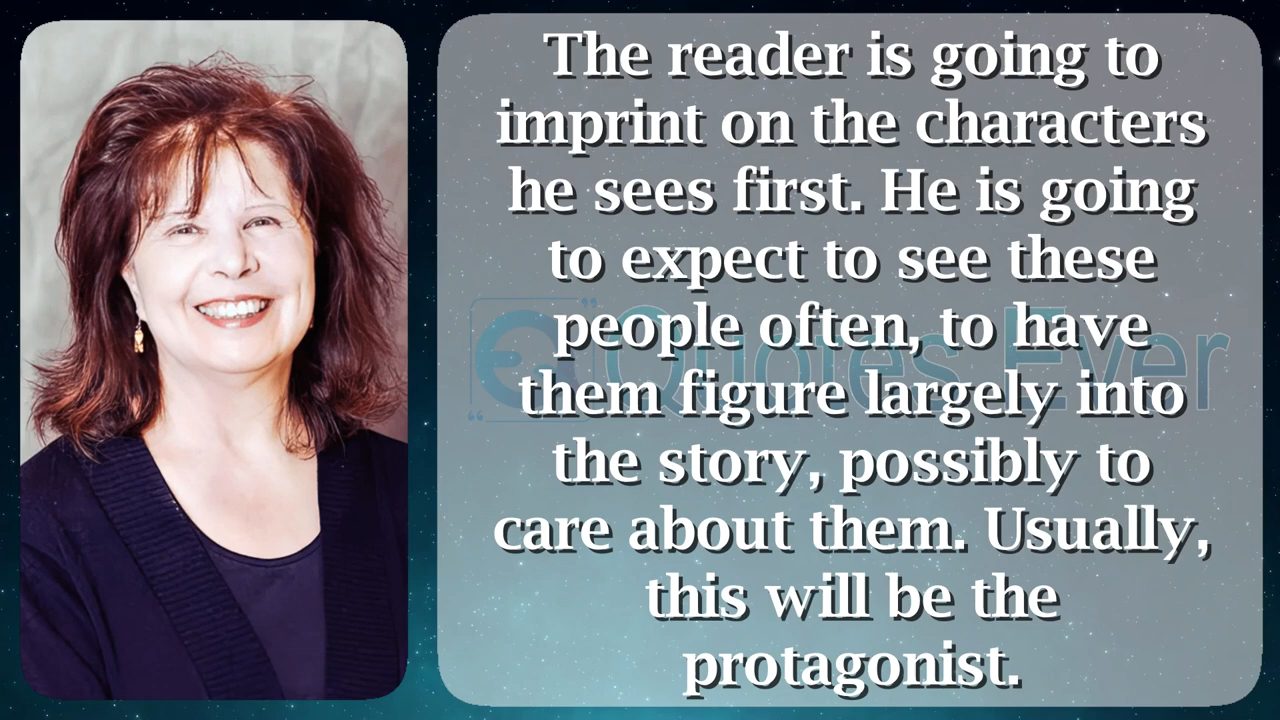 The reader is going to
imprint on the characters
he sees first. He is going
to expect to see these
people often, to have
them figure largely into
the story, possibly to
care about them. Usually,
this will be the
protagonist.
Quotes Ever